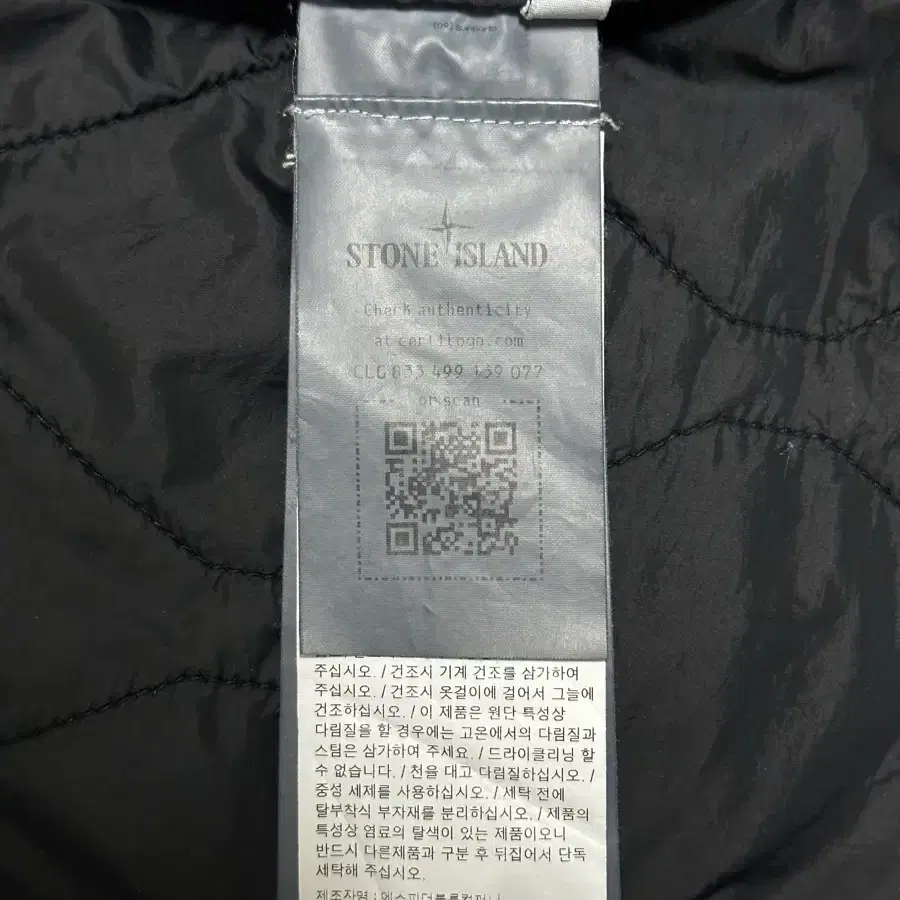 STONE ISLAND
Check authenticity
at certilogo.com
CLG 833 499 139 077
or scan
주십시오. / 건조시 기계 건조를 삼가하여
주십시오. / 건조시 옷걸이에 걸어서 그늘에
건조하십시오. / 이 제품은 원단 특성상
다림질을 할 경우에는 고온에서의 다림질과
스팀은 삼가하여 주세요. / 드라이클리닝 할
수 없습니다. / 천을 대고 다림질하십시오. /
중성 세제를 사용하십시오. / 세탁 전에
탈부착식 부자재를 분리하십시오. / 제품의
특성상 염료의 탈색이 있는 제품이오니
반드시 다른제품과 구분 후 뒤집어서 단독
세탁해 주십시오.
제조자명 :